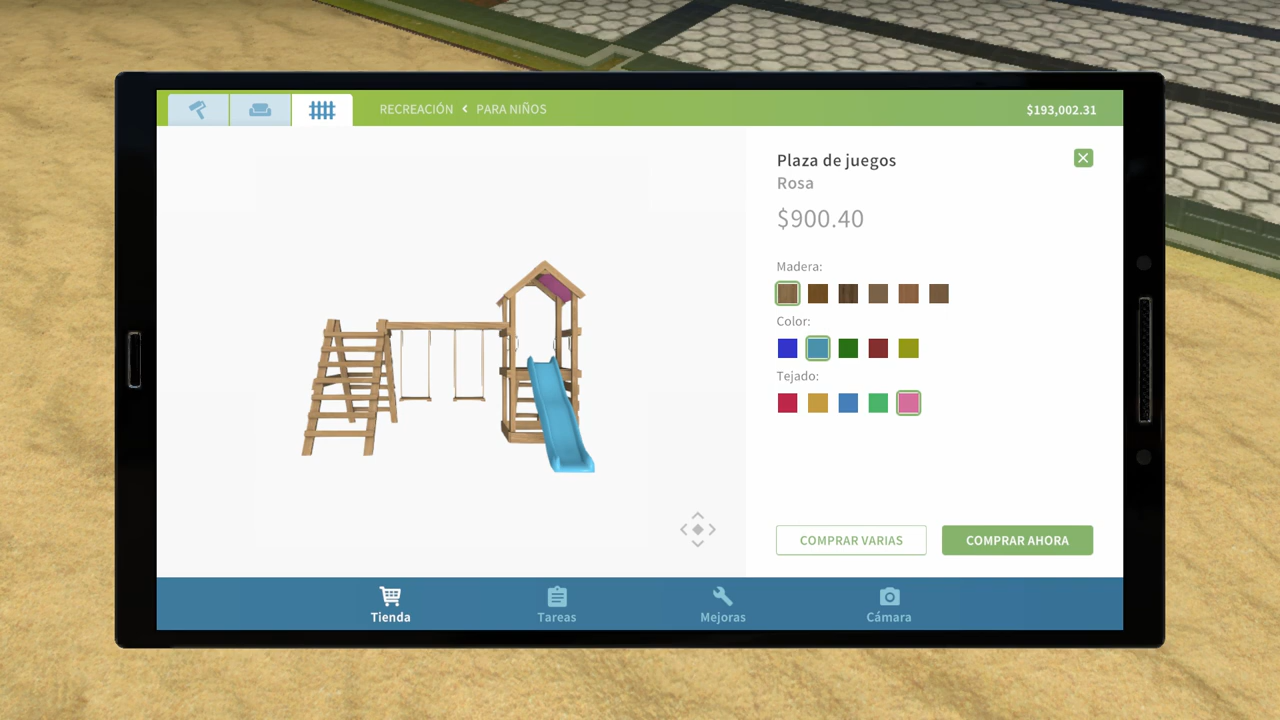 RECREACIÓN < PARA NIÑOS
$193,002.31
Plaza de juegos
Rosa
$900.40
Madera:
Color:
Tejado:
COMPRAR VARIAS
COMPRAR AHORA
Tienda
Tareas
Mejoras
Cámara